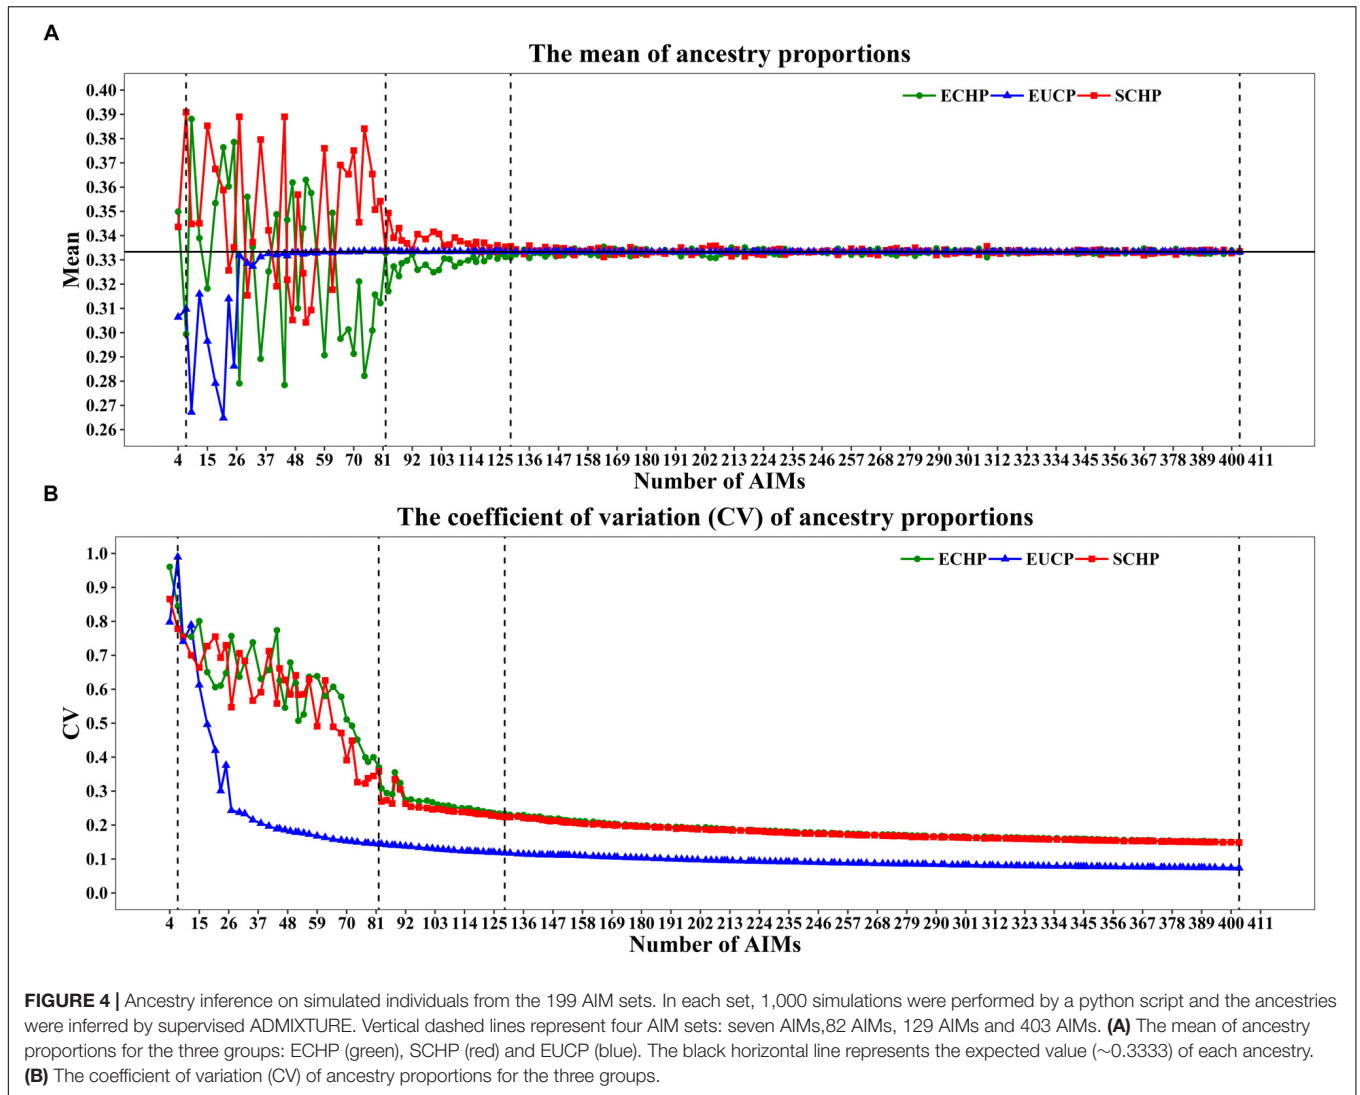 A
The mean of ancestry proportions
ECHP EUCP SCHP
0.40
0.39
0.38
0.37
0.36
0.35
0.34
0.33
0.32
0.31
0.30
0.29
0.28
0.27
0.26
Mean
4 15 26 37 48 59 70 81 92 103 114 125 136 147 158 169 180 191 202 213 224 235 246 257 268 279 290 301 312 323 334 345 356 367 378 389 400 411
Number of AIMs
B
The coefficient of variation (CV) of ancestry proportions
ECHP EUCP SCHP
1.0
0.9
0.8
0.7
0.6
0.5
0.4
0.3
0.2
0.1
0.0
CV
4 15 26 37 48 59 70 81 92 103 114 125 136 147 158 169 180 191 202 213 224 235 246 257 268 279 290 301 312 323 334 345 356 367 378 389 400 411
Number of AIMs
FIGURE 4 | Ancestry inference on simulated individuals from the 199 AIM sets. In each set, 1,000 simulations were performed by a python script and the ancestries
were inferred by supervised ADMIXTURE. Vertical dashed lines represent four AIM sets: seven AIMs,82 AIMs, 129 AIMs and 403 AIMs. (A) The mean of ancestry
proportions for the three groups: ECHP (green), SCHP (red) and EUCP (blue). The black horizontal line represents the expected value (∼0.3333) of each ancestry.
(B) The coefficient of variation (CV) of ancestry proportions for the three groups.